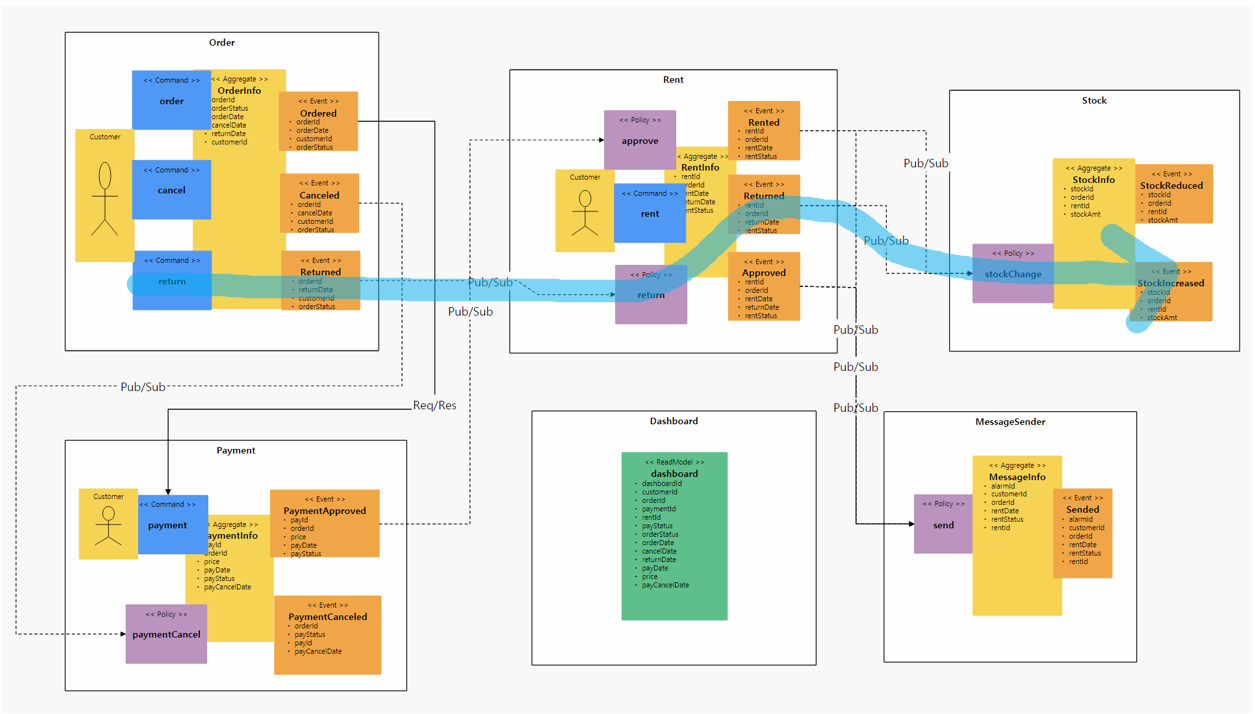 Order
<< Command >>
order
<< Aggregate >>
OrderInfo
orderId
orderStatus
orderDate
cancelDate
returnDate
customerId
<< Event >>
Ordered
orderId
orderDate
customerId
orderStatus
Customer
<< Command >>
cancel
<< Event >>
Canceled
orderId
cancelDate
customerId
orderStatus
<< Command >>
return
<< Event >>
Returned
orderId
returnDate
customerId
orderStatus
Rent
<< Policy >>
approve
<< Event >>
Rented
rentId
orderId
rentDate
rentStatus
<< Aggregate >>
RentInfo
rentId
orderId
rentDate
returnDate
rentStatus
Customer
<< Command >>
rent
<< Event >>
Returned
rentId
orderId
returnDate
rentStatus
<< Policy >>
return
<< Event >>
Approved
rentId
orderId
rentDate
returnDate
rentStatus
Stock
<< Aggregate >>
StockInfo
stockId
orderId
rentId
stockAmt
<< Event >>
StockReduced
stockId
orderId
rentId
stockAmt
<< Policy >>
stockChange
<< Event >>
StockIncreased
stockId
orderId
rentId
stockAmt
Pub/Sub
Pub/Sub
Pub/Sub
Pub/Sub
Pub/Sub
Pub/Sub
Pub/Sub
Pub/Sub
Req/Res
Payment
Customer
<< Command >>
payment
<< Aggregate >>
PaymentInfo
payId
orderId
price
payDate
payStatus
payCancelDate
<< Event >>
PaymentApproved
payId
orderId
price
payDate
payStatus
<< Policy >>
paymentCancel
<< Event >>
PaymentCanceled
orderId
payStatus
payId
payCancelDate
Dashboard
<< ReadModel >>
dashboard
dashboardId
customerId
orderId
paymentId
rentId
payStatus
orderStatus
orderDate
cancelDate
returnDate
payDate
price
payCancelDate
MessageSender
<< Policy >>
send
<< Aggregate >>
MessageInfo
alarmId
customerId
orderId
rentDate
rentStatus
rentId
<< Event >>
Sended
alarmId
customerId
orderId
rentDate
rentStatus
rentId